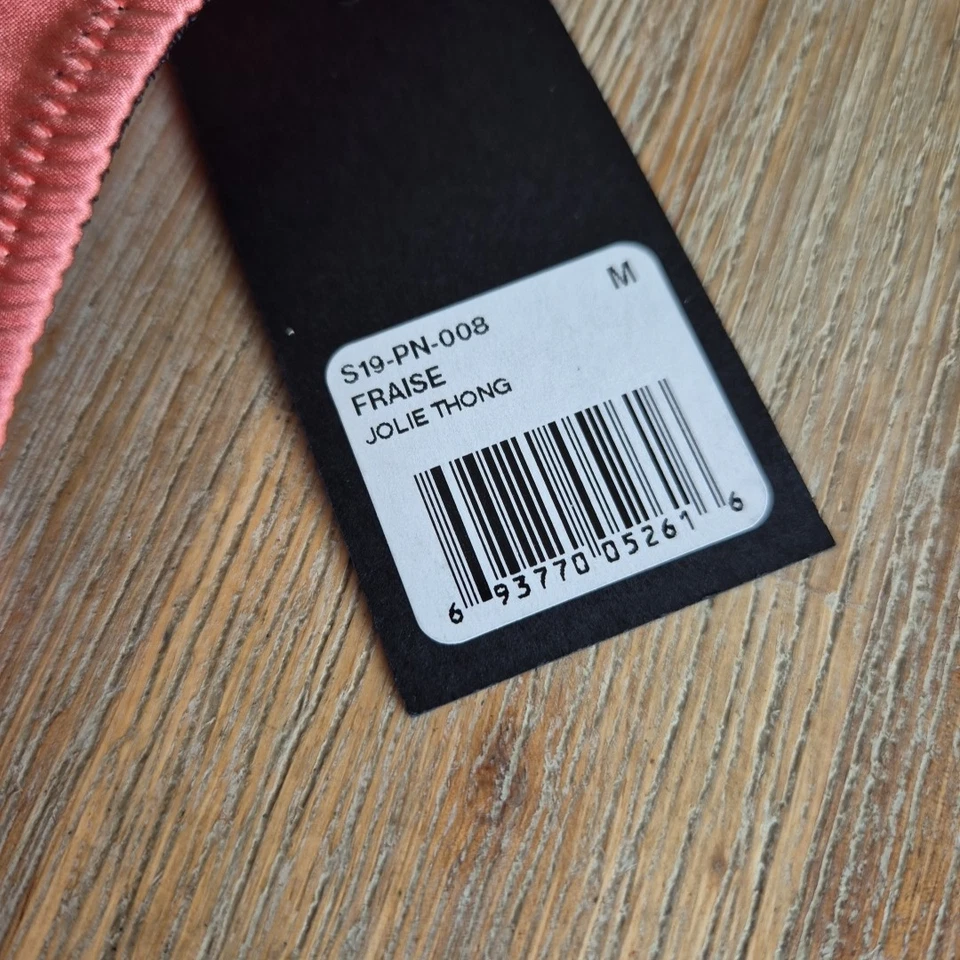 M
S19-PN-008
FRAISE
JOLIE THONG
6 93770 05261 6